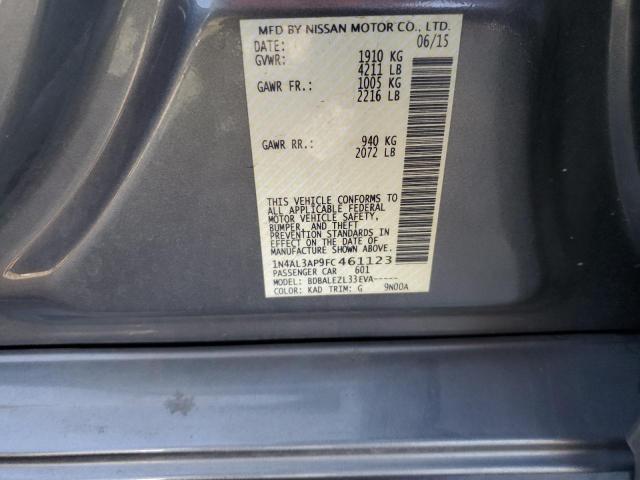 MFD BY NISSAN MOTOR CO., LTD.
DATE: 06/15
GVWR: 1910 KG
4211 LB
GAWR FR.: 1005 KG
2216 LB
GAWR RR.: 940 KG
2072 LB
THIS VEHICLE CONFORMS TO
ALL APPLICABLE FEDERAL
MOTOR VEHICLE SAFETY,
BUMPER, AND THEFT
PREVENTION STANDARDS IN
EFFECT ON THE DATE OF
MANUFACTURE SHOWN ABOVE.
1N4AL3AP9FC461123
PASSENGER CAR 601
MODEL: BDBALEZL33EVA-----
COLOR: KAD TRIM: G 9N00A